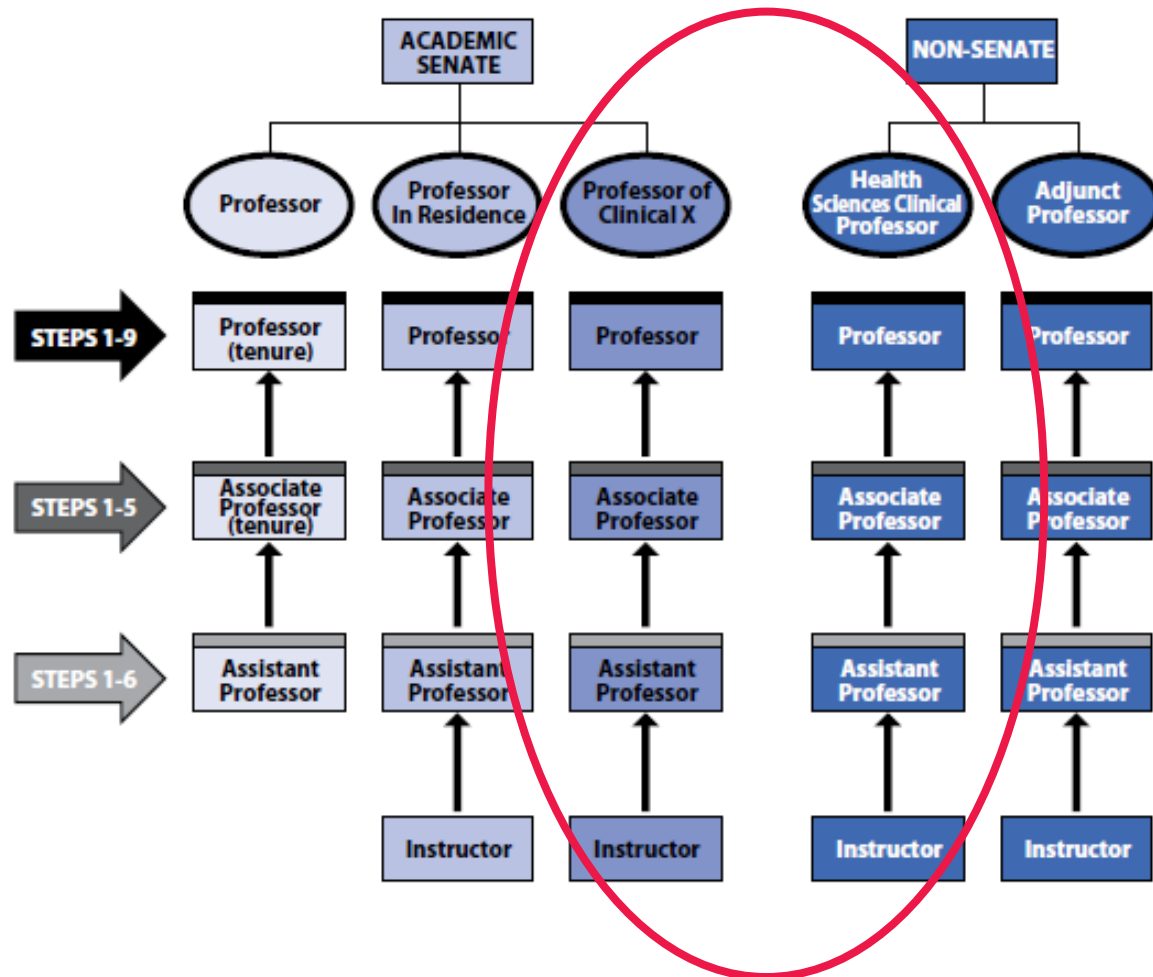 ACADEMIC
SENATE
NON-SENATE
Professor
Professor
In Residence
Professor of
Clinical X
Health
Sciences Clinical
Professor
Adjunct
Professor
STEPS 1-9
Professor
(tenure)
Professor
Professor
Professor
Professor
STEPS 1-5
Associate
Professor
(tenure)
Associate
Professor
Associate
Professor
Associate
Professor
Associate
Professor
STEPS 1-6
Assistant
Professor
Assistant
Professor
Assistant
Professor
Assistant
Professor
Assistant
Professor
Instructor
Instructor
Instructor
Instructor